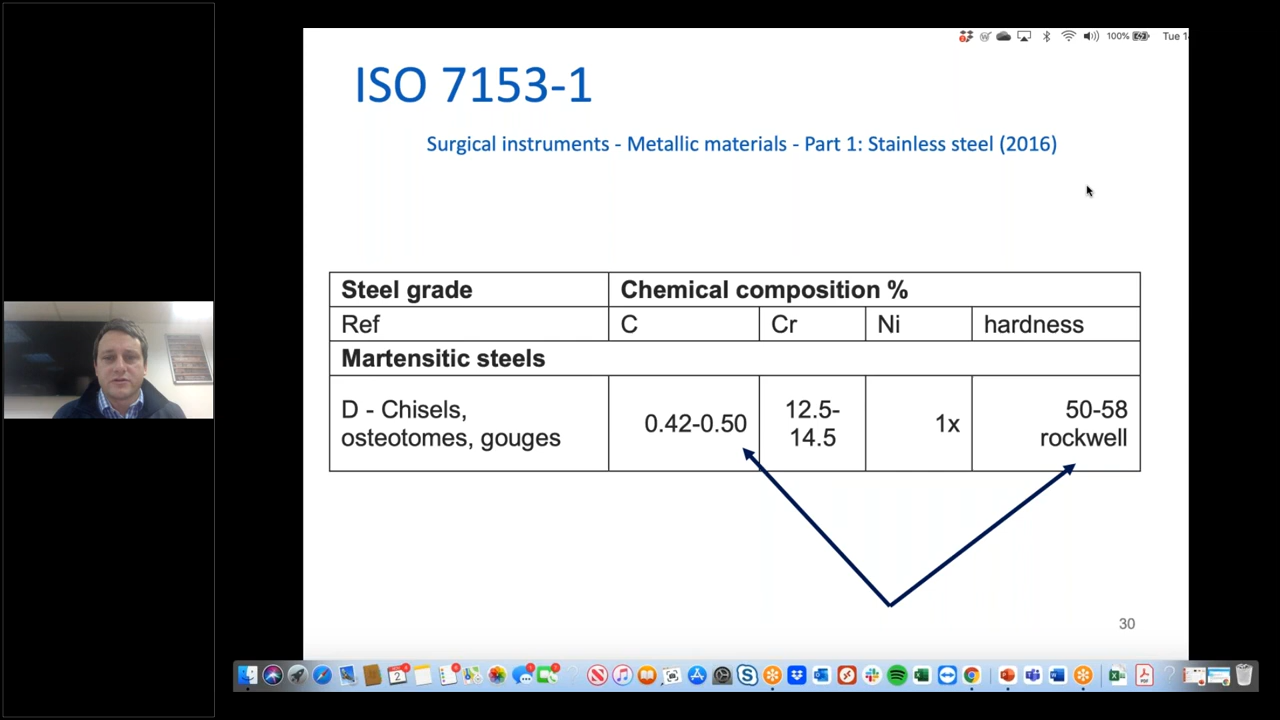 100%
Tue 1
ISO 7153-1
Surgical instruments - Metallic materials - Part 1: Stainless steel (2016)
Steel grade
Chemical composition %
Ref
C
Cr
Ni
hardness
Martensitic steels
D - Chisels,
osteotomes, gouges
0.42-0.50
12.5-
14.5
1x
50-58
rockwell
30